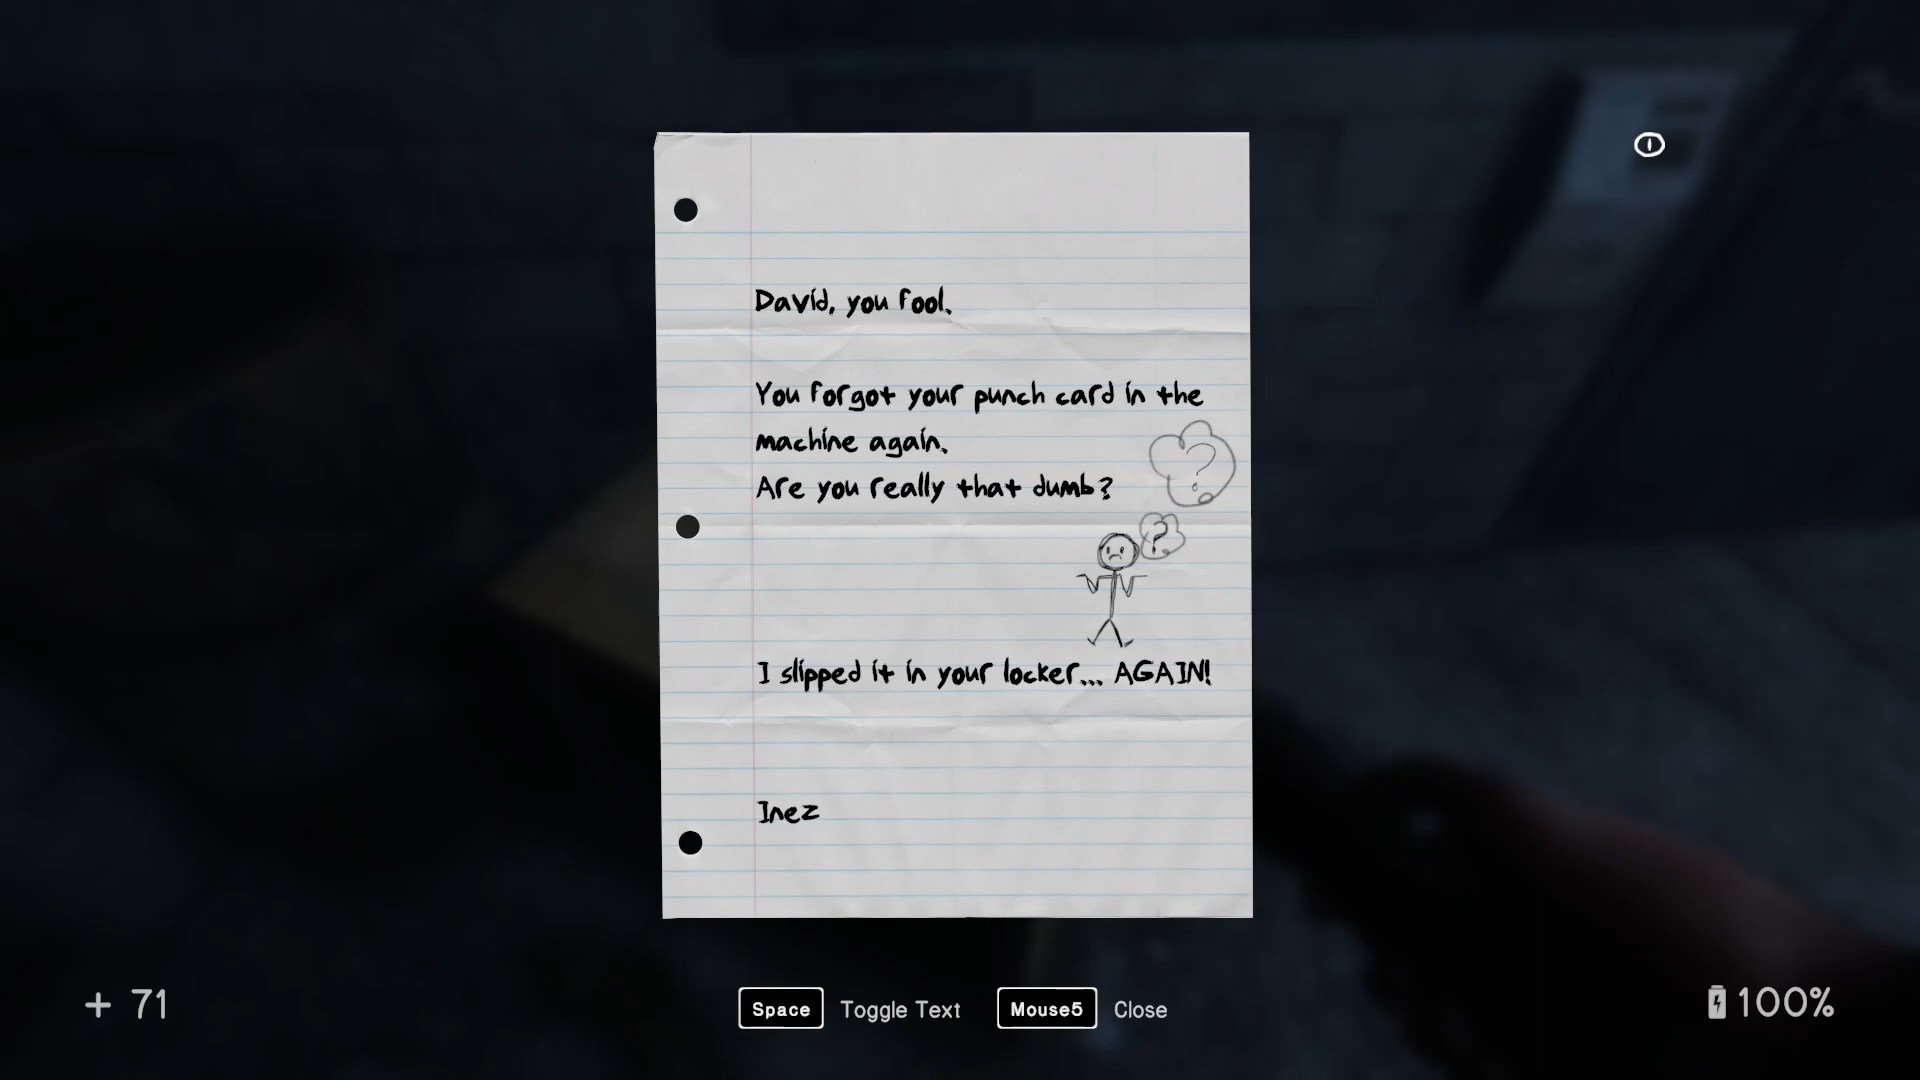 David, you fool.
You forgot your punch card in the
machine again.
?
Are you really that dumb?
?
I slipped it in your locker... AGAIN!
Inez
+ 71
Space Toggle Text Mouse5 Close
100%